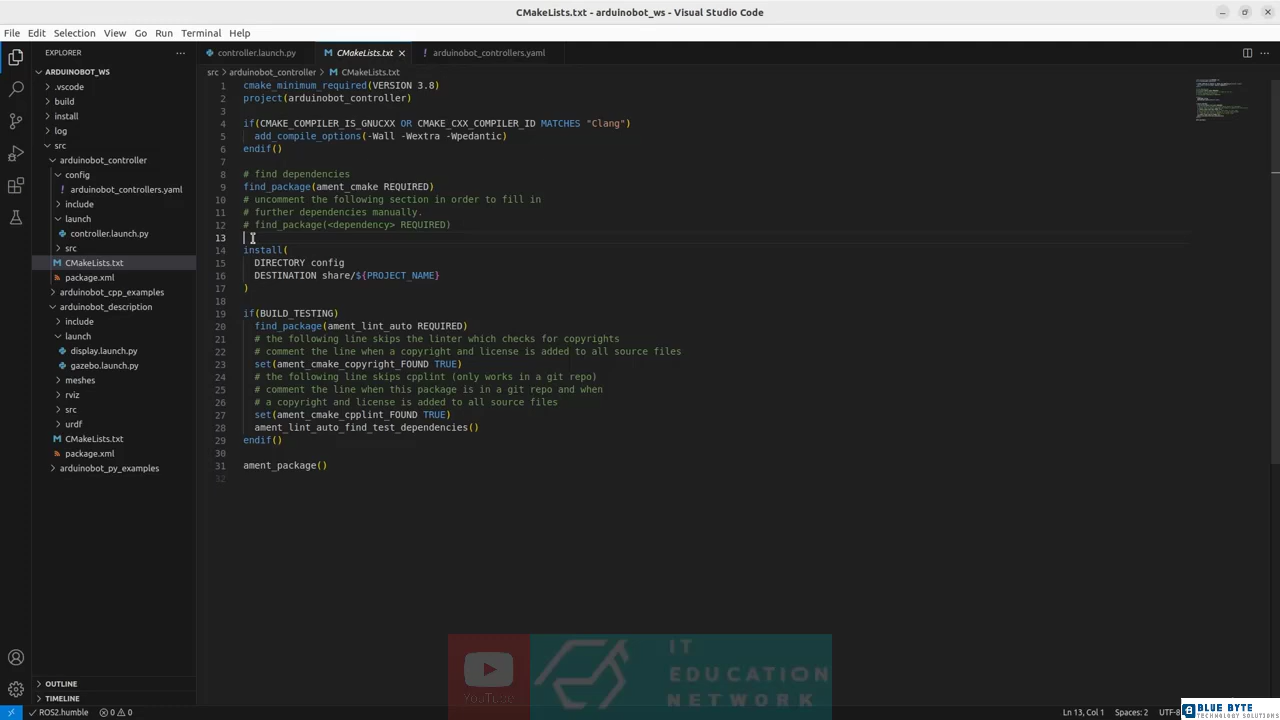 CMakeLists.txt - arduinobot_ws - Visual Studio Code
File Edit Selection View Go Run Terminal Help
EXPLORER
controller.launch.py
CMakeLists.txt
arduinobot_controllers.yaml
src > arduinobot_controller > CMakeLists.txt
ARDUINOBOT_WS
.vscode
build
install
log
src
arduinobot_controller
config
arduinobot_controllers.yaml
include
launch
controller.launch.py
src
CMakeLists.txt
package.xml
arduinobot_cpp_examples
arduinobot_description
include
launch
display.launch.py
gazebo.launch.py
meshes
rviz
src
urdf
CMakeLists.txt
package.xml
arduinobot_py_examples
OUTLINE
TIMELINE
1 cmake_minimum_required(VERSION 3.8)
2 project(arduinobot_controller)
3
4 if(CMAKE_COMPILER_IS_GNUCXX OR CMAKE_CXX_COMPILER_ID MATCHES "Clang")
5 add_compile_options(-Wall -Wextra -Wpedantic)
6 endif()
7
8 # find dependencies
9 find_package(ament_cmake REQUIRED)
10 # uncomment the following section in order to fill in
11 # further dependencies manually.
12 # find_package(<dependency> REQUIRED)
13
14 install(
15 DIRECTORY config
16 DESTINATION share/${PROJECT_NAME}
17 )
18
19 if(BUILD_TESTING)
20 find_package(ament_lint_auto REQUIRED)
21 # the following line skips the linter which checks for copyrights
22 # comment the line when a copyright and license is added to all source files
23 set(ament_cmake_copyright_FOUND TRUE)
24 # the following line skips cpplint (only works in a git repo)
25 # comment the line when this package is in a git repo and when
26 # a copyright and license is added to all source files
27 set(ament_cmake_cpplint_FOUND TRUE)
28 ament_lint_auto_find_test_dependencies()
29 endif()
30
31 ament_package()
32
YouTube
IT
EDUCATION
NETWORK
ROS2.humble 0 0
Ln 13, Col 1 Spaces: 2 UTF-8
BLUE BYTE
TECHNOLOGY SOLUTIONS